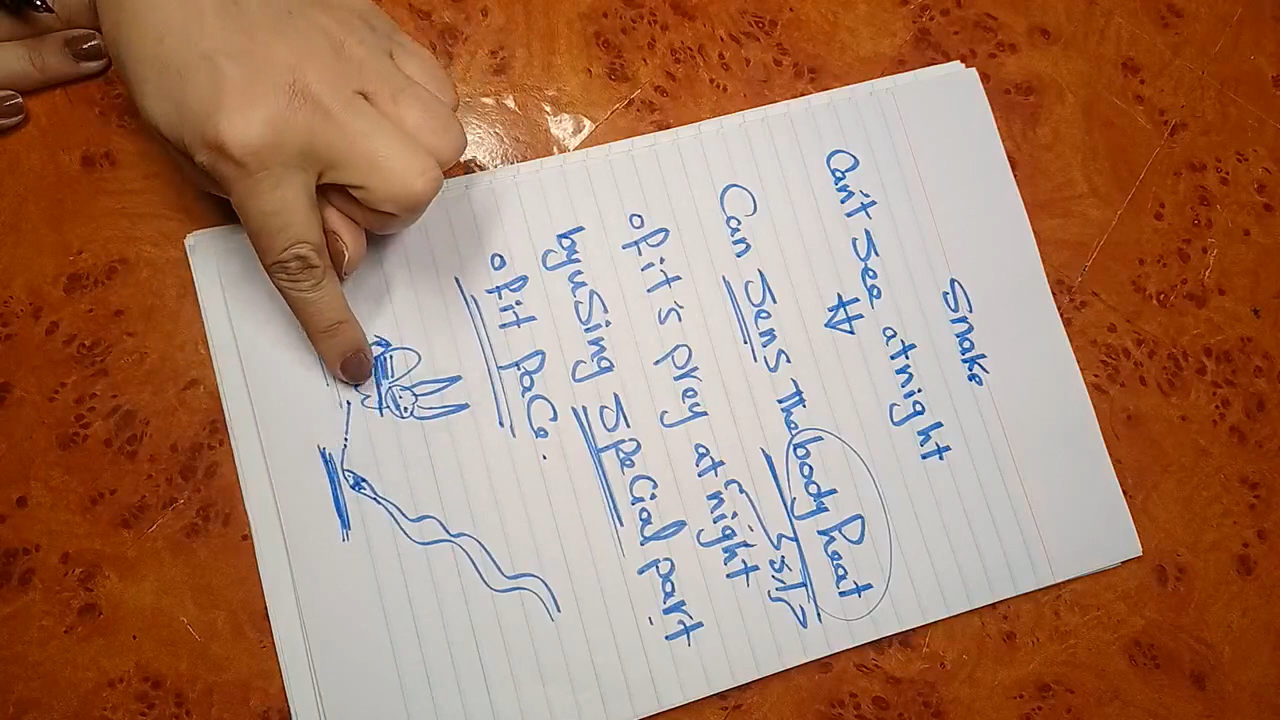 Snake
Can't see at night
Can sens the body heat
of it's prey at night
by using special part
of it face.